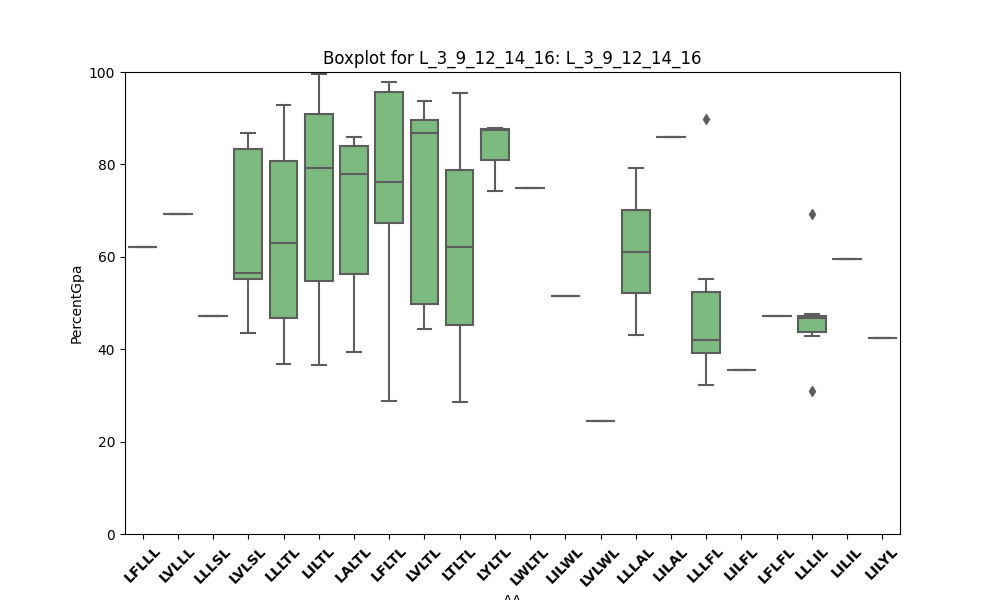 Boxplot for L_3_9_12_14_16: L_3_9_12_14_16
PercentGpa
100
80
60
40
20
0
LFLLL LVLLL LLLSL LVLSL LLLTL LILTL LALTL LFLTL LVLTL LTLTL LYLTL LWLTL LILWL LVLWL LLLAL LILAL LLLFL LILFL LFLFL LLLIL LILIL LILYL
AA